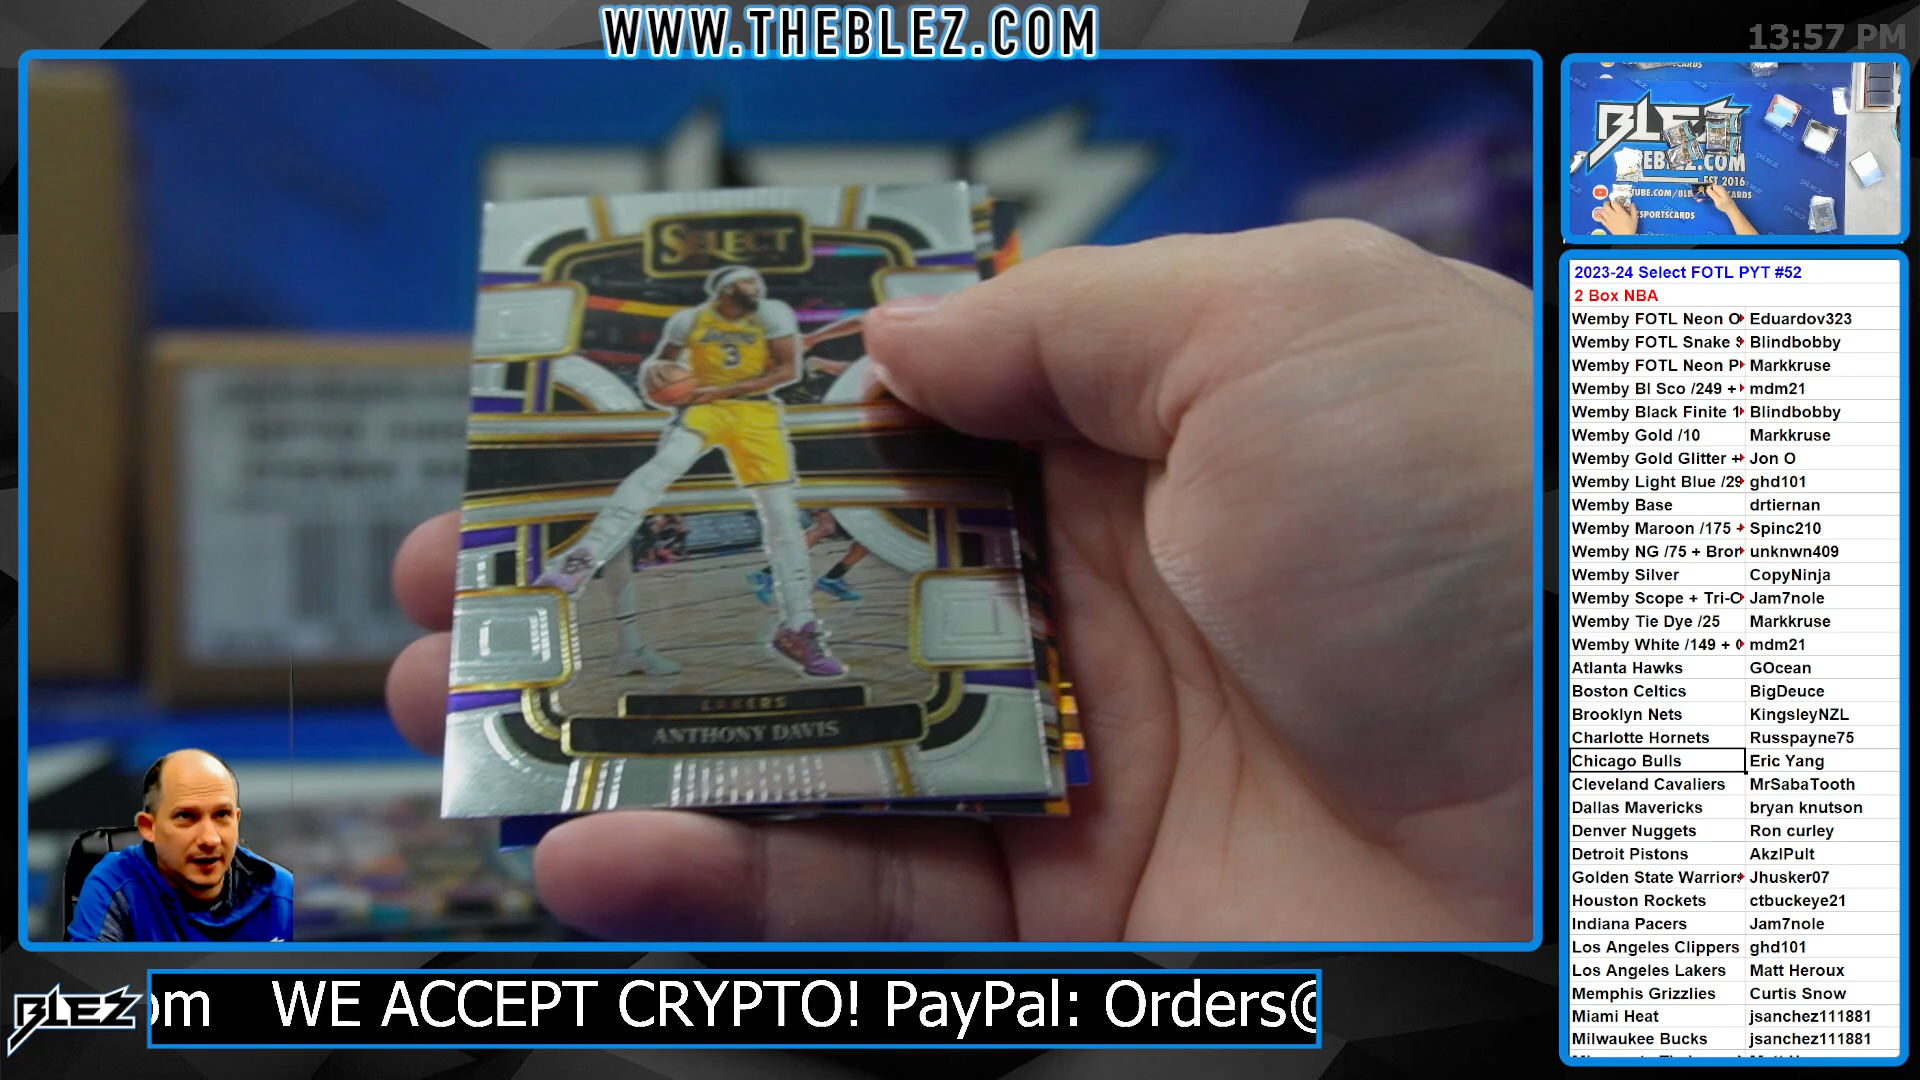 WWW.THEBLEZ.COM
13:57 PM
SELECT
LAKERS
3
LAKERS
ANTHONY DAVIS
BLEZ
.COM
EST 2016
2023-24 Select FOTL PYT #52
2 Box NBA
Wemby FOTL Neon O Eduardov323
Wemby FOTL Snake Blindbobby
Wemby FOTL Neon P Markkruse
Wemby Bl Sco /249 + mdm21
Wemby Black Finite 1 Blindbobby
Wemby Gold /10 Markkruse
Wemby Gold Glitter + Jon O
Wemby Light Blue /29 ghd101
Wemby Base drtiernan
Wemby Maroon /175 + Spinc210
Wemby NG /75 + Bron unknwn409
Wemby Silver CopyNinja
Wemby Scope + Tri-C Jam7nole
Wemby Tie Dye /25 Markkruse
Wemby White /149 + mdm21
Atlanta Hawks GOcean
Boston Celtics BigDeuce
Brooklyn Nets KingsleyNZL
Charlotte Hornets Russpayne75
Chicago Bulls Eric Yang
Cleveland Cavaliers MrSabaTooth
Dallas Mavericks bryan knutson
Denver Nuggets Ron curley
Detroit Pistons AkzlPult
Golden State Warriors Jhusker07
Houston Rockets ctbuckeye21
Indiana Pacers Jam7nole
Los Angeles Clippers ghd101
Los Angeles Lakers Matt Heroux
Memphis Grizzlies Curtis Snow
Miami Heat jsanchez111881
Milwaukee Bucks jsanchez111881
BLEZ
om WE ACCEPT CRYPTO! PayPal: Orders@